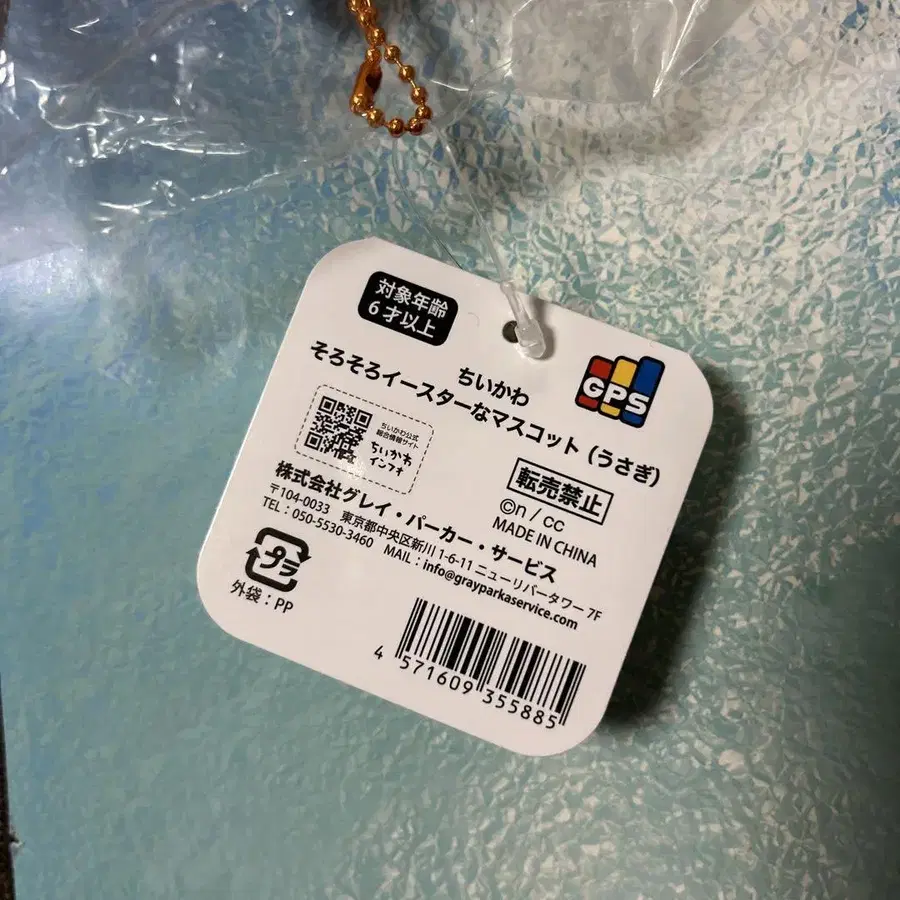 対象年齢
6才以上
GPS
ちいかわ
そろそろイースターなマスコット（うさぎ）
ちいかわ公式
総合情報サイト
ちいかわ
インフォ
転売禁止
©n / cc
MADE IN CHINA
株式会社グレイ・パーカー・サービス
〒104-0033　東京都中央区新川 1-6-11 ニューリバータワー 7F
TEL : 050-5530-3460　MAIL : info@grayparkaservice.com
プラ
外袋 : PP
4 571609 355885